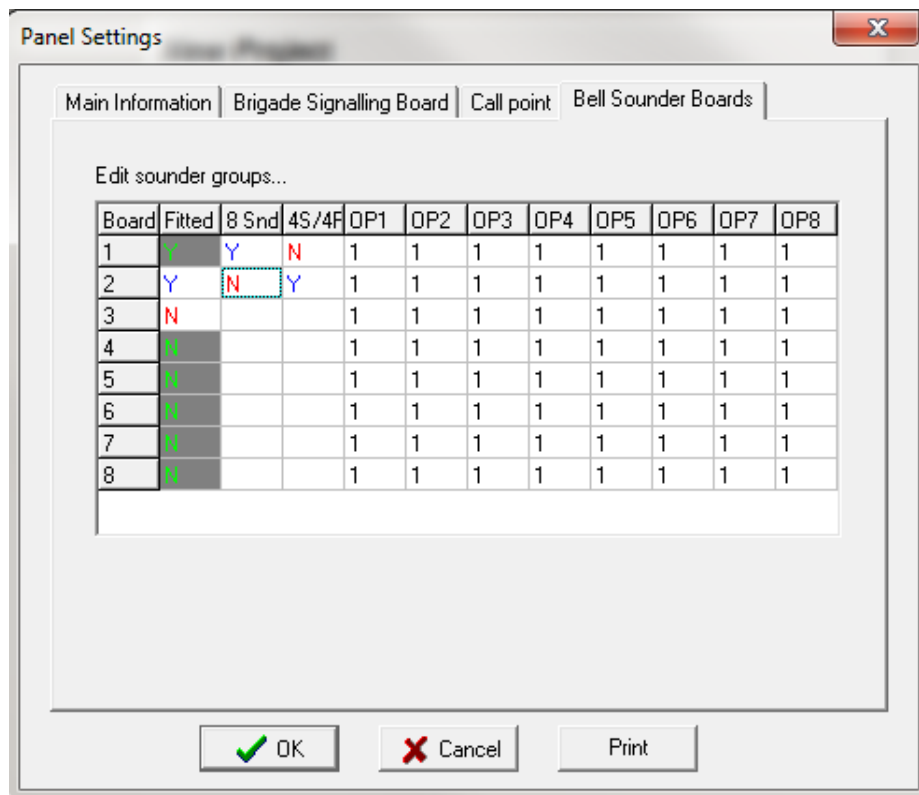 Panel Settings
Main Information Brigade Signalling Board Call point Bell Sounder Boards
Edit sounder groups...
Board Fitted 8 Snd 4S/4F OP1 OP2 OP3 OP4 OP5 OP6 OP7 OP8
1 Y Y N 1 1 1 1 1 1 1 1
2 Y N Y 1 1 1 1 1 1 1 1
3 N 1 1 1 1 1 1 1 1
4 N 1 1 1 1 1 1 1 1
5 N 1 1 1 1 1 1 1 1
6 N 1 1 1 1 1 1 1 1
7 N 1 1 1 1 1 1 1 1
8 N 1 1 1 1 1 1 1 1
OK Cancel Print